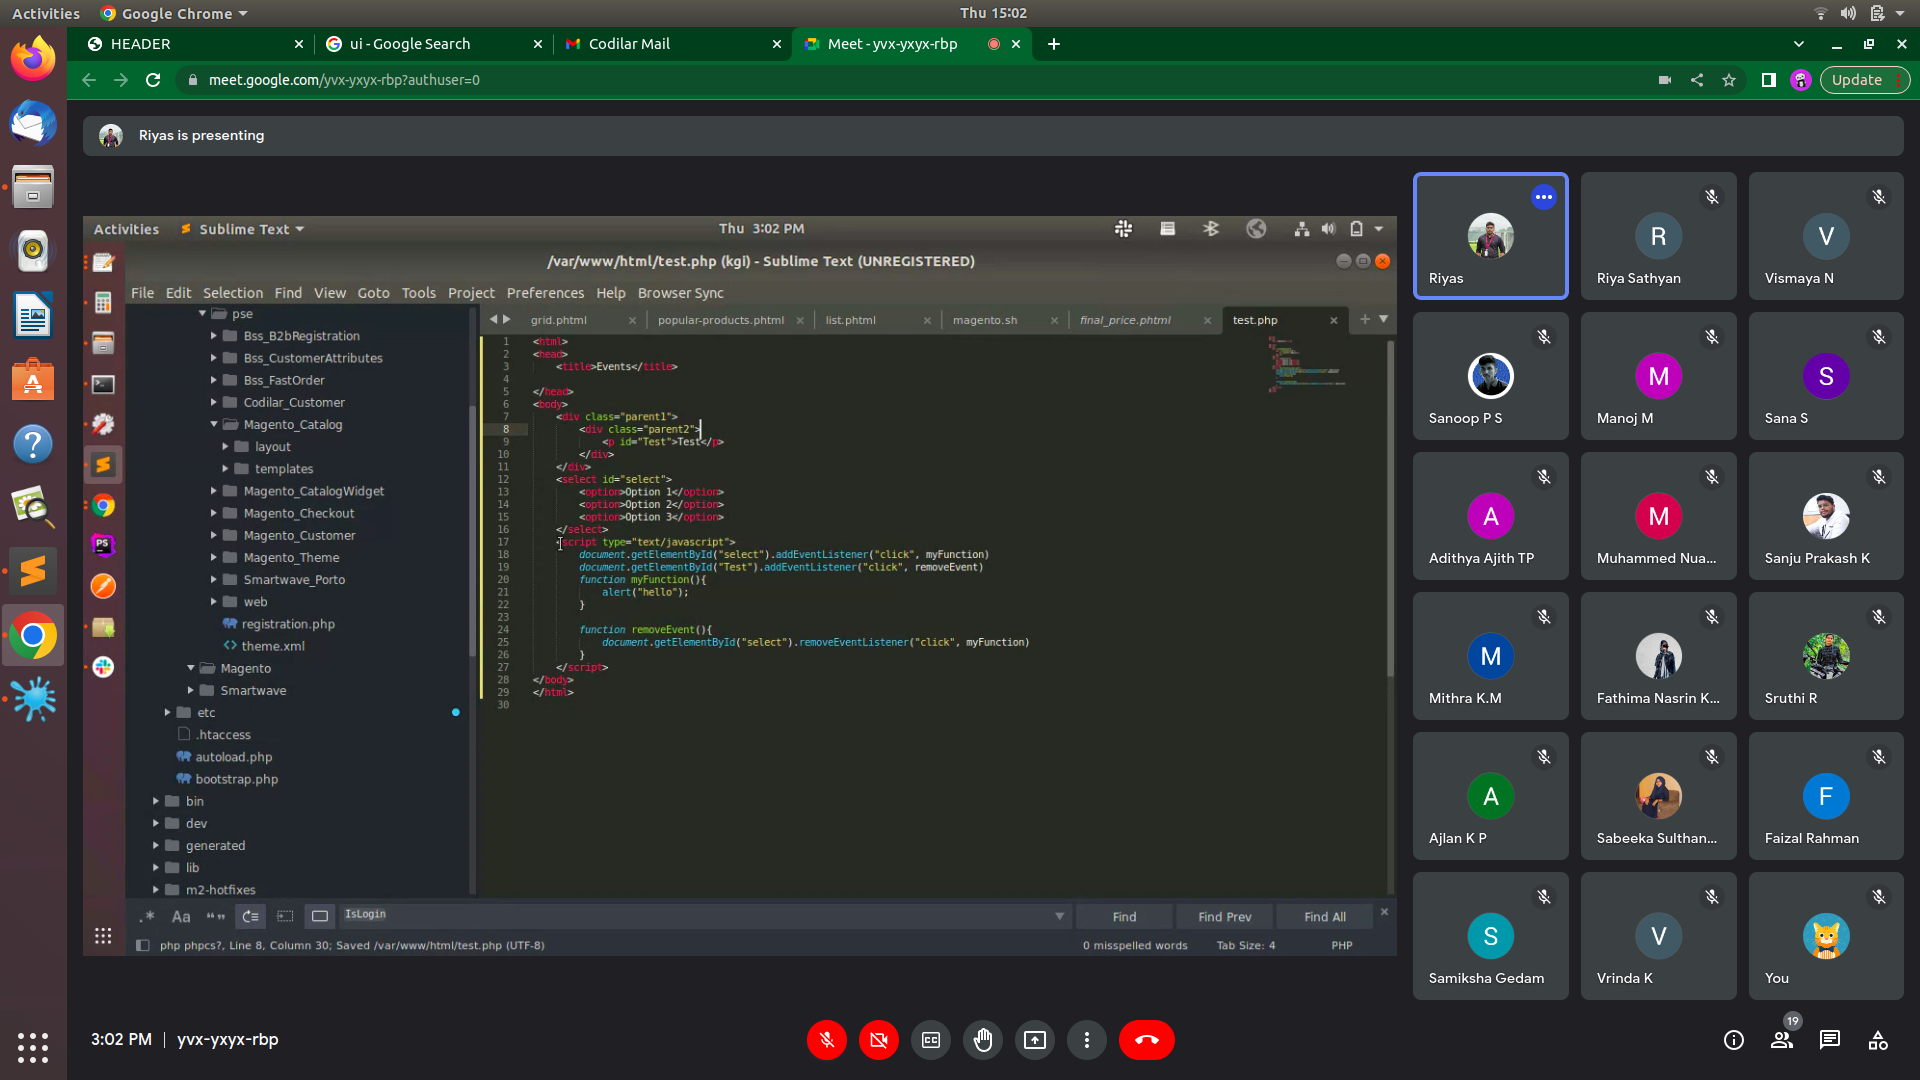 Activities Google Chrome Thu 15:02
HEADER ui - Google Search Codilar Mail Meet - yvx-yxyx-rbp
meet.google.com/yvx-yxyx-rbp?authuser=0 Update
Riyas is presenting
Activities Sublime Text Thu 3:02 PM
/var/www/html/test.php (kgi) - Sublime Text (UNREGISTERED)
File Edit Selection Find View Goto Tools Project Preferences Help Browser Sync
pse
Bss_B2bRegistration
Bss_CustomerAttributes
Bss_FastOrder
Codilar_Customer
Magento_Catalog
layout
templates
Magento_CatalogWidget
Magento_Checkout
Magento_Customer
Magento_Theme
Smartwave_Porto
web
registration.php
theme.xml
Magento
Smartwave
etc
.htaccess
autoload.php
bootstrap.php
bin
dev
generated
lib
m2-hotfixes
grid.phtml popular-products.phtml list.phtml magento.sh final_price.phtml test.php
1 <html>
2 <head>
3 <title>Events</title>
4
5 </head>
6 <body>
7 <div class="parent1">
8 <div class="parent2">
9 <p id="Test">Test</p>
10 </div>
11 </div>
12 <select id="select">
13 <option>Option 1</option>
14 <option>Option 2</option>
15 <option>Option 3</option>
16 </select>
17 <script type="text/javascript">
18 document.getElementById("select").addEventListener("click", myFunction)
19 document.getElementById("Test").addEventListener("click", removeEvent)
20 function myFunction(){
21 alert("hello");
22 }
23
24 function removeEvent(){
25 document.getElementById("select").removeEventListener("click", myFunction)
26 }
27 </script>
28 </body>
29 </html>
30
.* Aa “” IsLogin Find Find Prev Find All
php phpcs?, Line 8, Column 30; Saved /var/www/html/test.php (UTF-8) 0 misspelled words Tab Size: 4 PHP
Riyas
R
Riya Sathyan
V
Vismaya N
Sanoop P S
M
Manoj M
S
Sana S
A
Adithya Ajith TP
M
Muhammed Nua...
Sanju Prakash K
M
Mithra K.M
Fathima Nasrin K...
Sruthi R
A
Ajlan K P
Sabeeka Sulthan...
F
Faizal Rahman
S
Samiksha Gedam
V
Vrinda K
You
3:02 PM | yvx-yxyx-rbp
CC
19